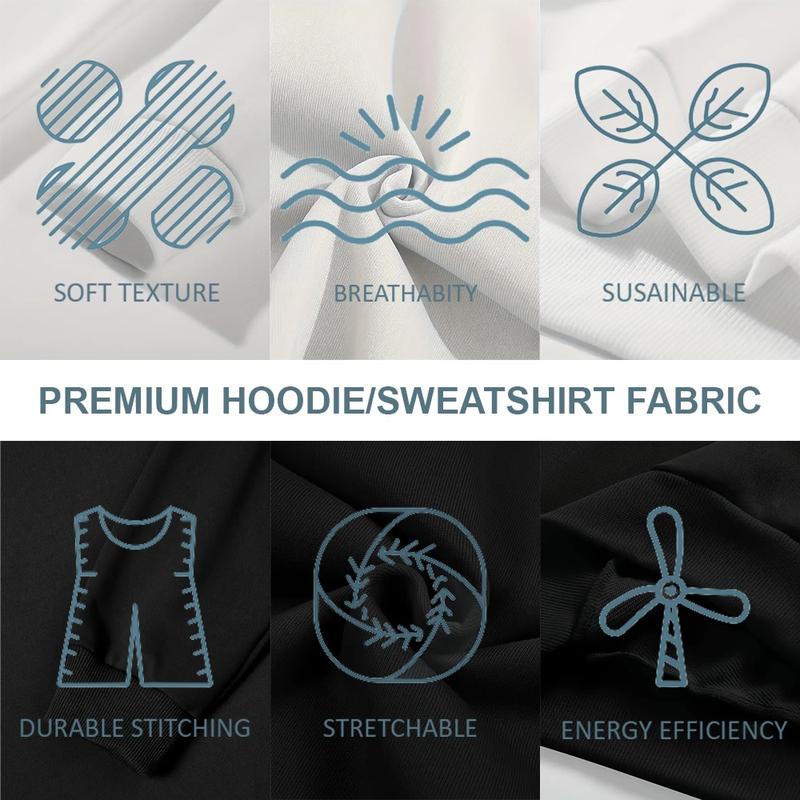 SOFT TEXTURE
BREATHABITY
SUSAINABLE
PREMIUM HOODIE/SWEATSHIRT FABRIC
DURABLE STITCHING
STRETCHABLE
ENERGY EFFICIENCY